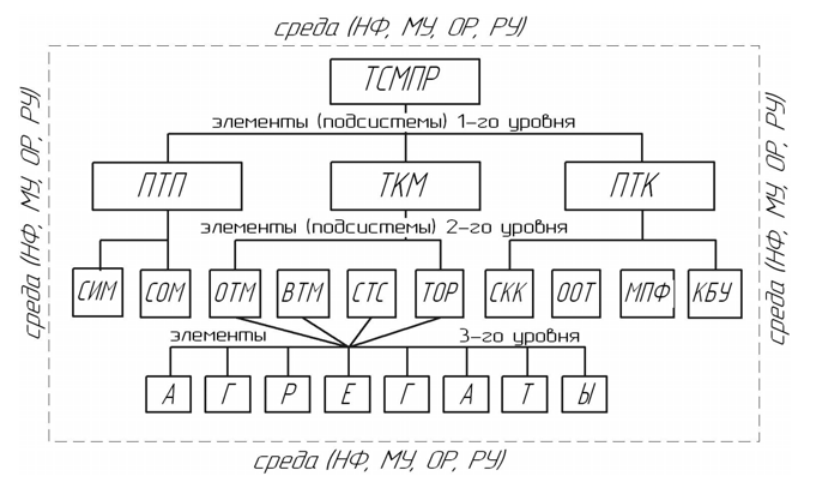 среда (НФ, МУ, ОР, РУ)
среда (НФ, МУ, ОР, РУ)
среда (НФ, МУ, ОР, РУ)
ТСМПР
элементы (подсистемы) 1-го уровня
ПТП ТКМ ПТК
элементы (подсистемы) 2-го уровня
СИМ СОМ ОТМ ВТМ СТС ТОР СКК ООТ МПФ КБУ
элементы 3-го уровня
А Г Р Е Г А Т Ы
среда (НФ, МУ, ОР, РУ)